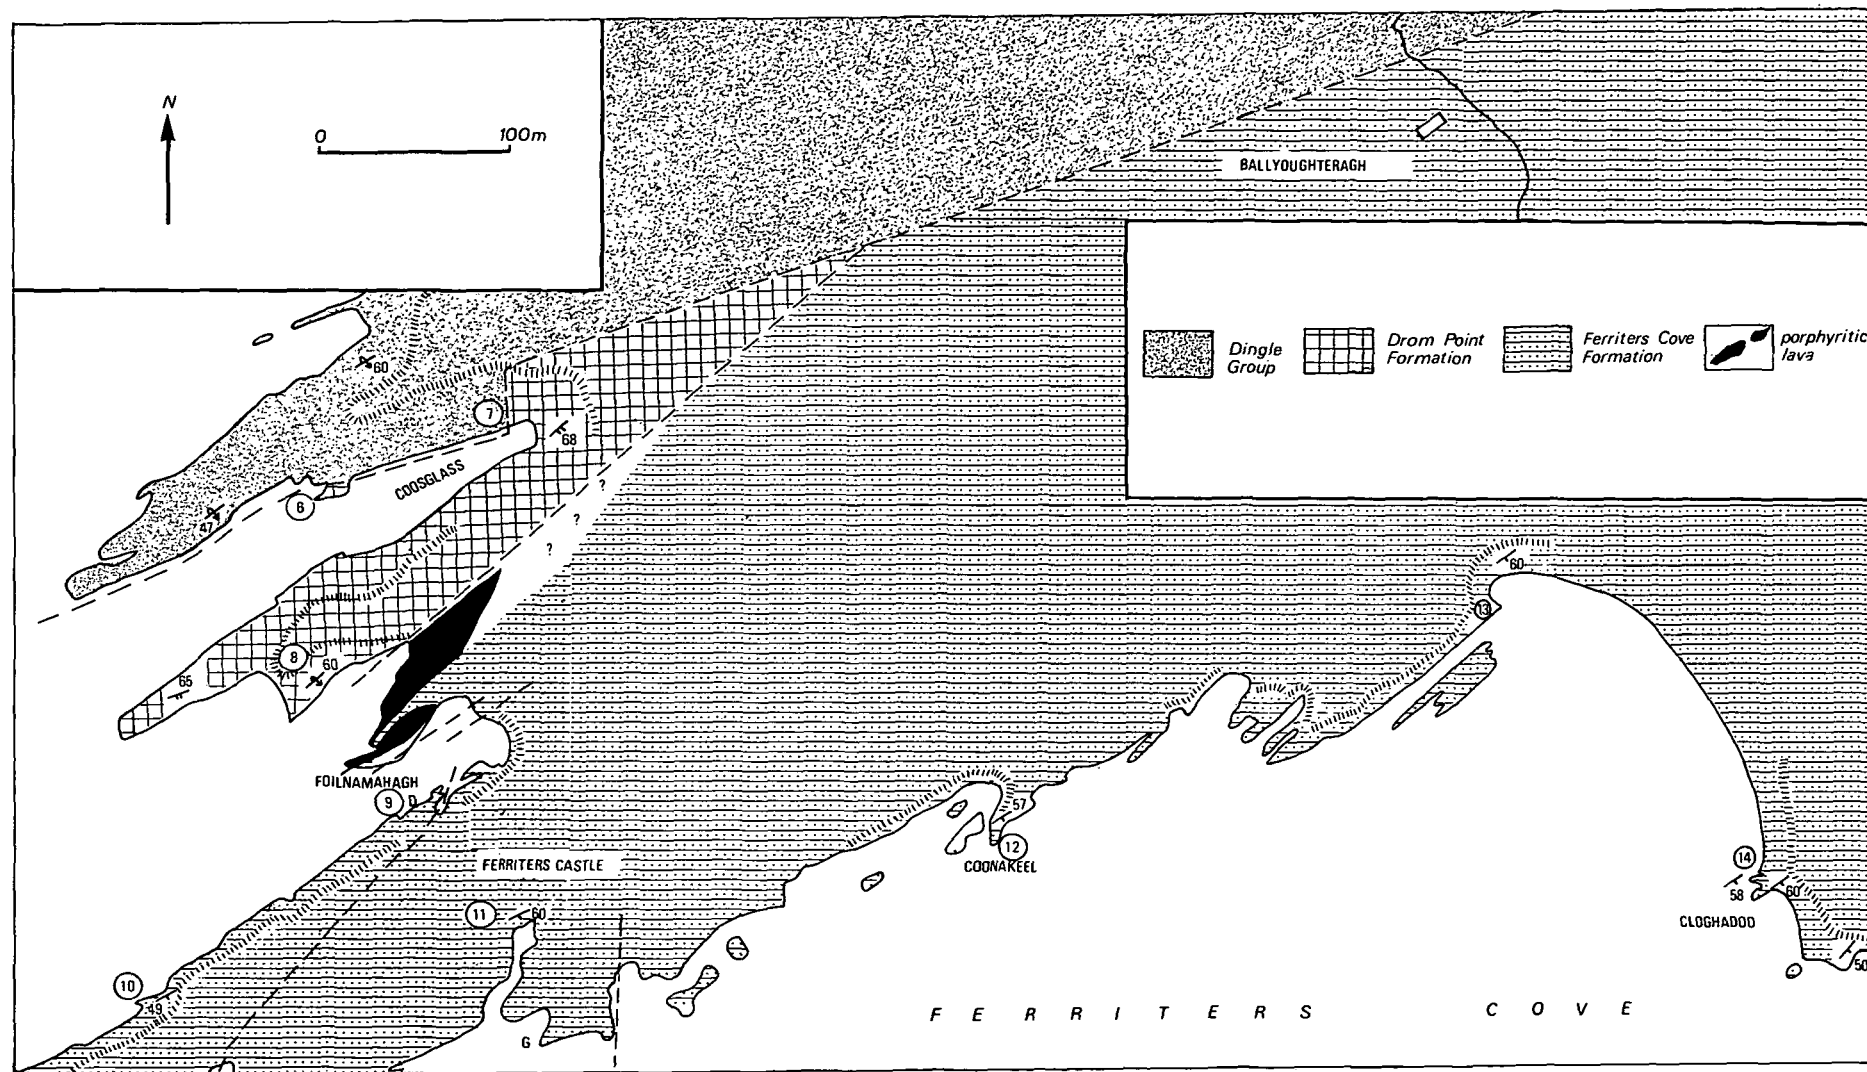 N
0 100m
BALLYOUGHTERAGH
Dingle
Group
Drom Point
Formation
Ferriters Cove
Formation
porphyritic
lava
60
7
68
COOSGLASS
6
47
?
?
?
60
13
8
60
65
FOILNAMAHAGH
9 D
57
12
COONAKEEL
FERRITERS CASTLE
14
58
60
CLOGHADOO
11
60
50
10
49
G
FERRITERS COVE